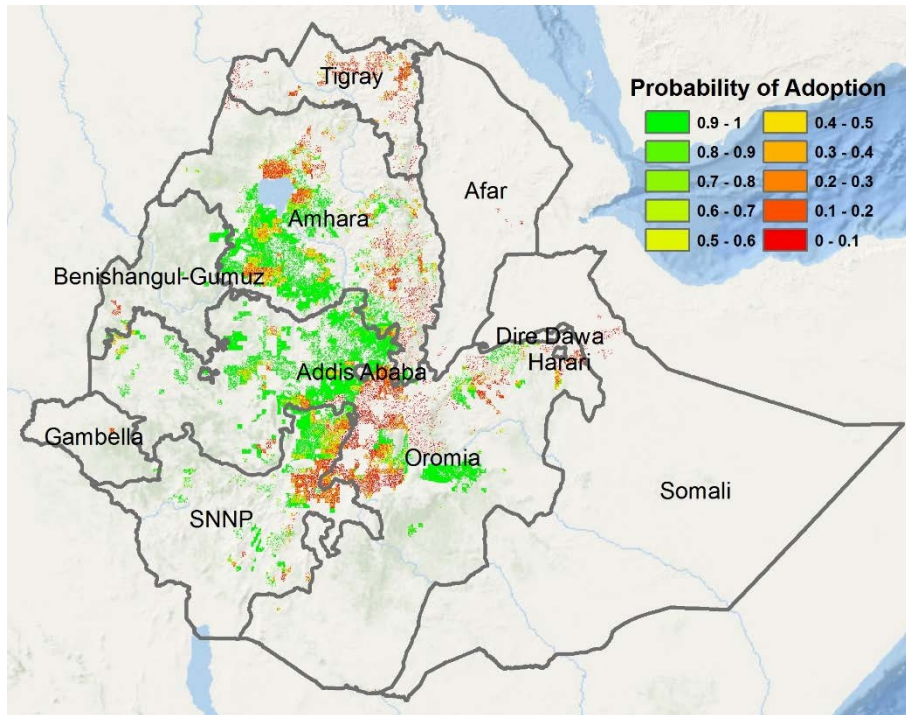 Tigray
Probability of Adoption
0.9 - 1 0.4 - 0.5
0.8 - 0.9 0.3 - 0.4
0.7 - 0.8 0.2 - 0.3
0.6 - 0.7 0.1 - 0.2
0.5 - 0.6 0 - 0.1
Afar
Amhara
Benishangul-Gumuz
Dire Dawa
Harari
Addis Ababa
Gambella
Oromia
Somali
SNNP